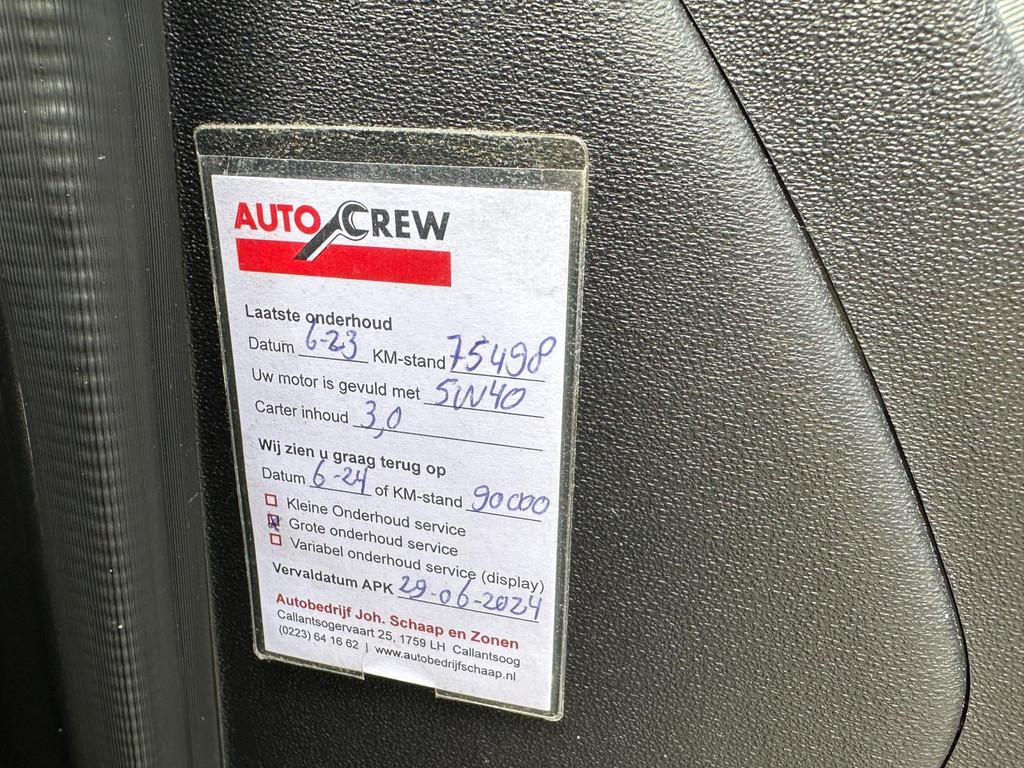 AUTO CREW
Laatste onderhoud
Datum 6-23 KM-stand 75498
Uw motor is gevuld met 5W40
Carter inhoud 3,0
Wij zien u graag terug op
Datum 6-24 of KM-stand 90000
Kleine Onderhoud service
Grote onderhoud service
Variabel onderhoud service (display)
Vervaldatum APK 29-06-2024
Autobedrijf Joh. Schaap en Zonen
Callantsogervaart 25, 1759 LH Callantsoog
(0223) 64 16 62 | www.autobedrijfschaap.nl